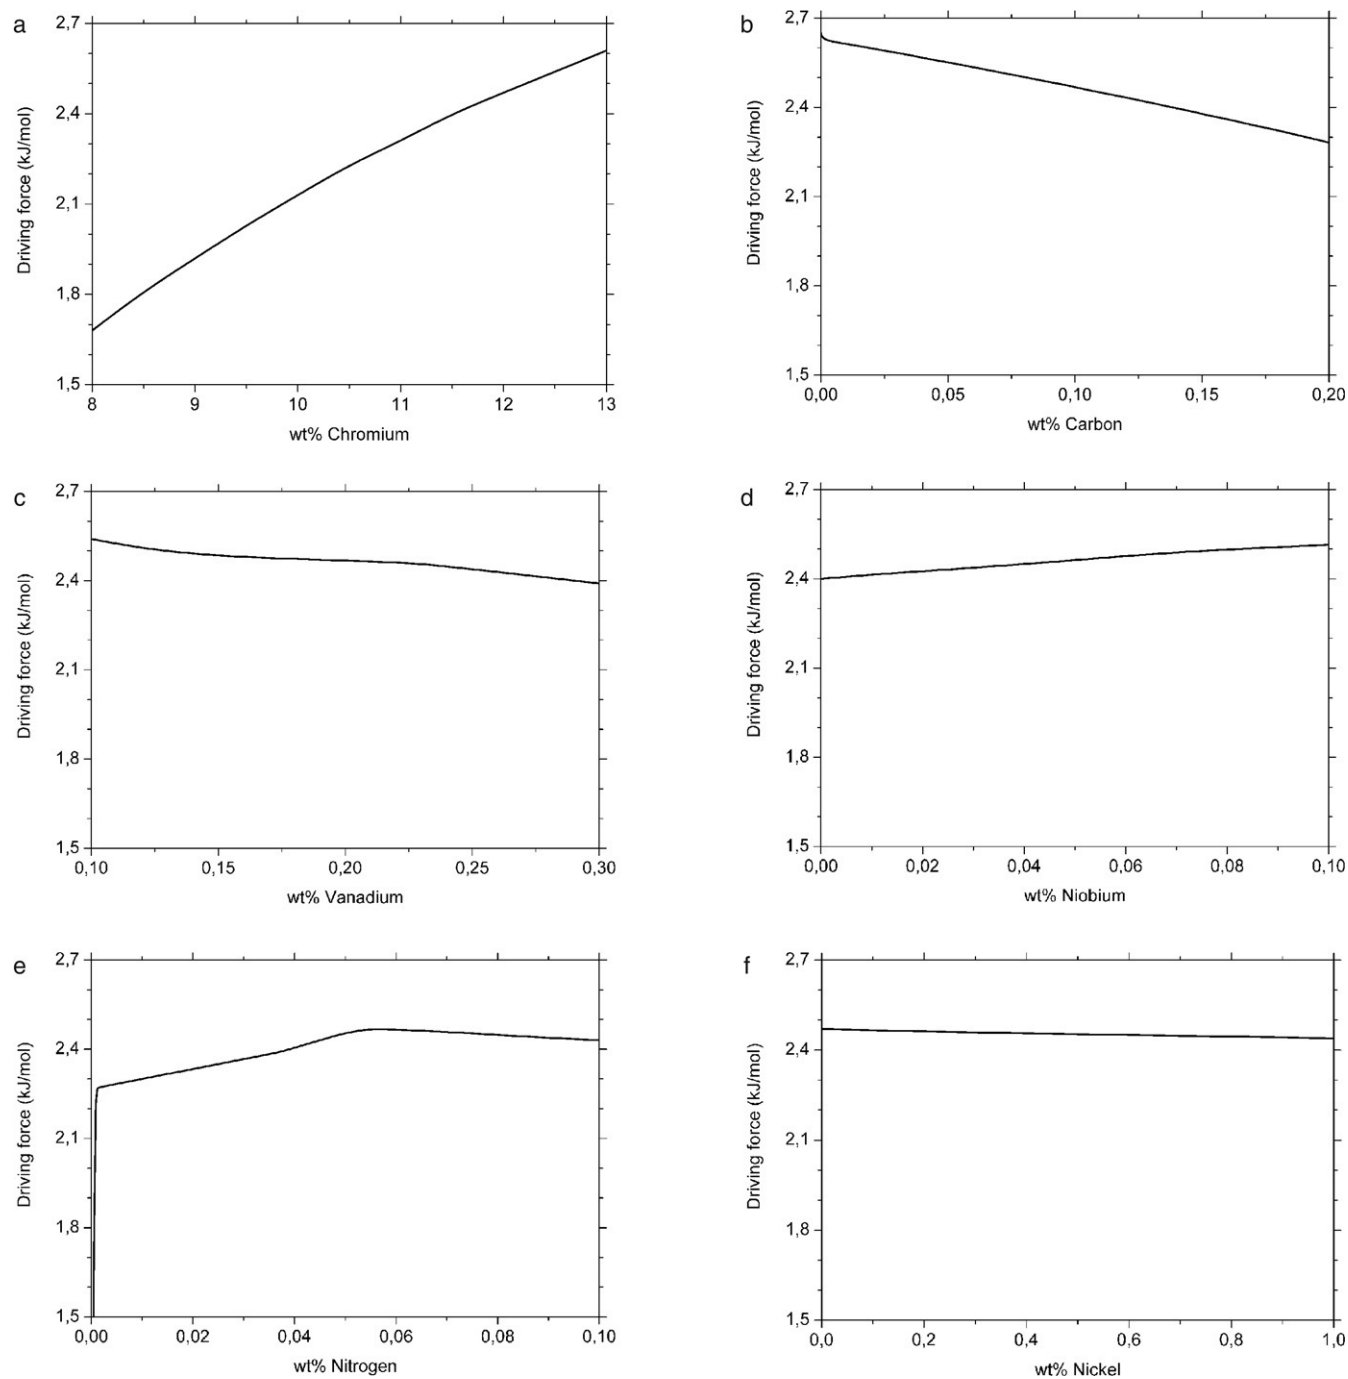 a
2,7
2,4
2,1
1,8
1,5
Driving force (kJ/mol)
8 9 10 11 12 13
wt% Chromium
b
2,7
2,4
2,1
1,8
1,5
Driving force (kJ/mol)
0,00 0,05 0,10 0,15 0,20
wt% Carbon
c
2,7
2,4
2,1
1,8
1,5
Driving force (kJ/mol)
0,10 0,15 0,20 0,25 0,30
wt% Vanadium
d
2,7
2,4
2,1
1,8
1,5
Driving force (kJ/mol)
0,00 0,02 0,04 0,06 0,08 0,10
wt% Niobium
e
2,7
2,4
2,1
1,8
1,5
Driving force (kJ/mol)
0,00 0,02 0,04 0,06 0,08 0,10
wt% Nitrogen
f
2,7
2,4
2,1
1,8
1,5
Driving force (kJ/mol)
0,0 0,2 0,4 0,6 0,8 1,0
wt% Nickel